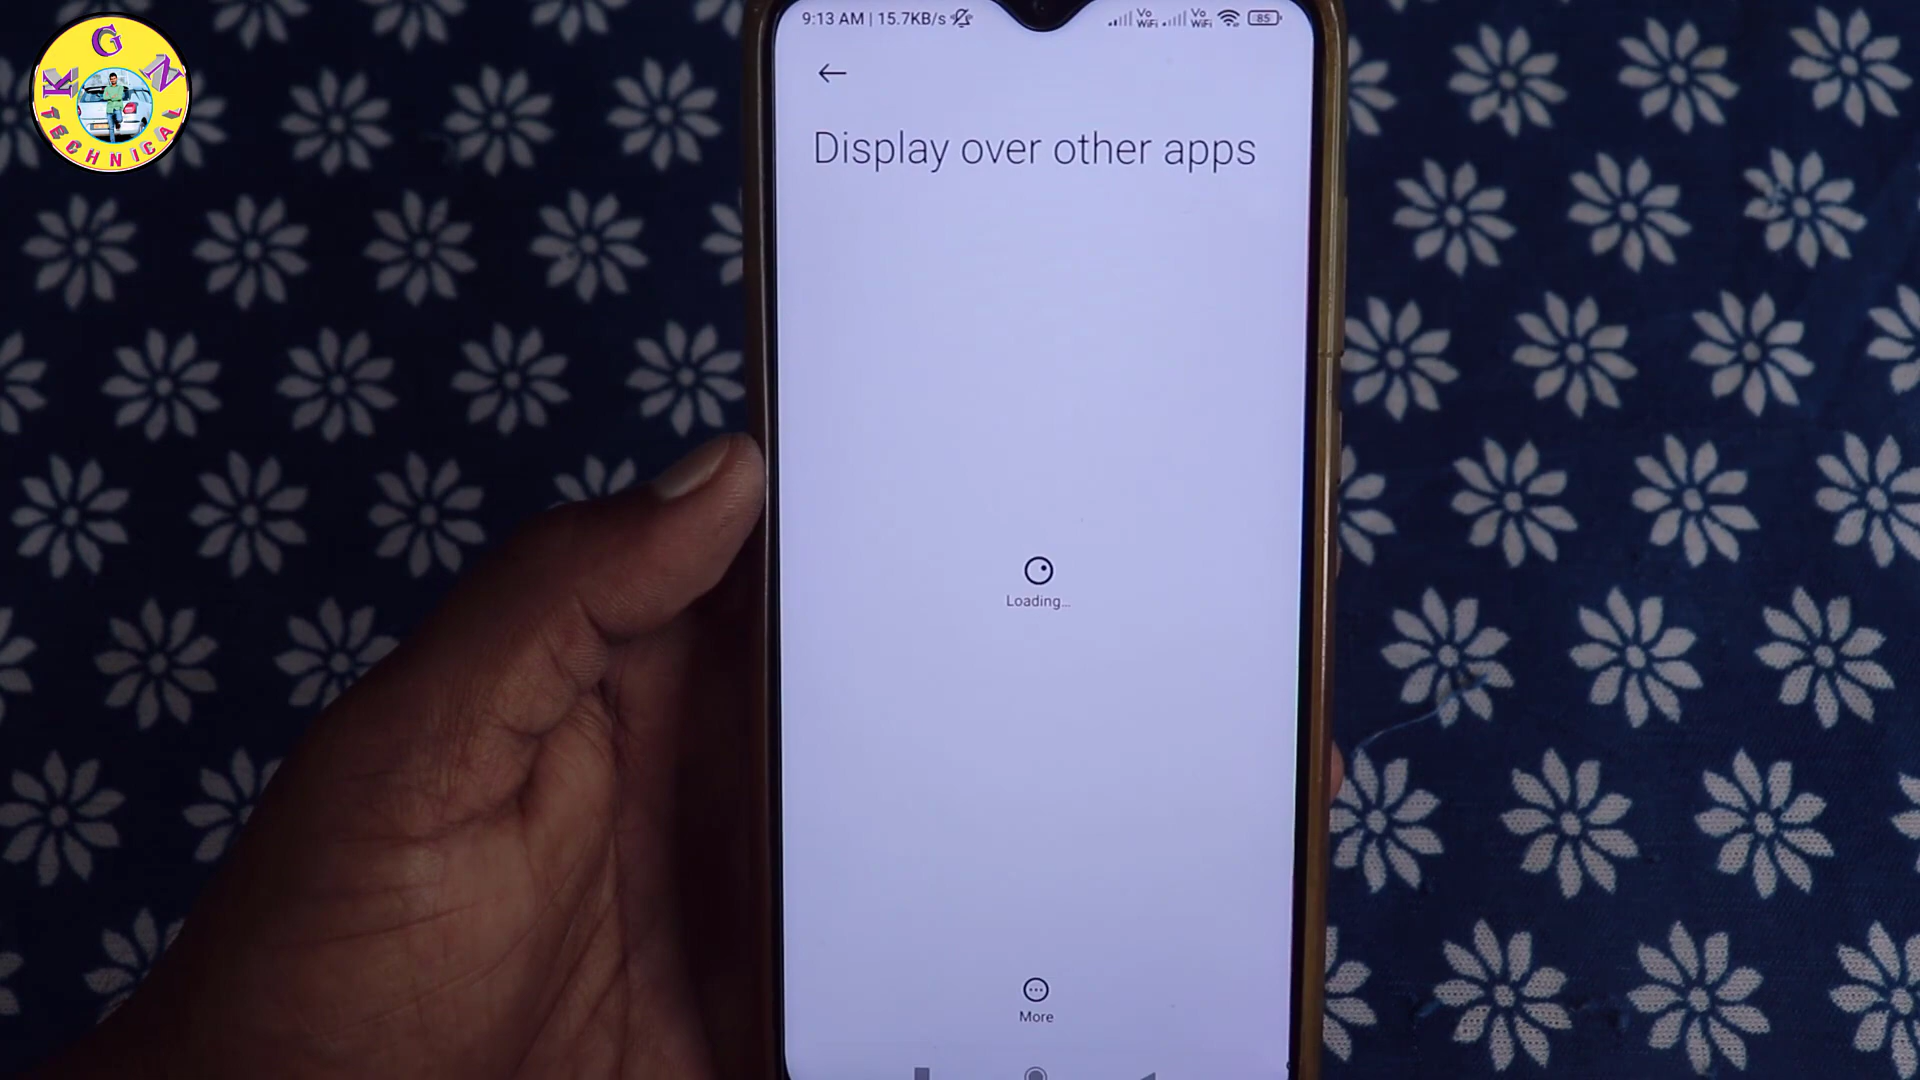 KGN
TECHNICAL
9:13 AM | 15.7KB/s
Vo
WiFi
Vo
WiFi
85
Display over other apps
Loading...
More